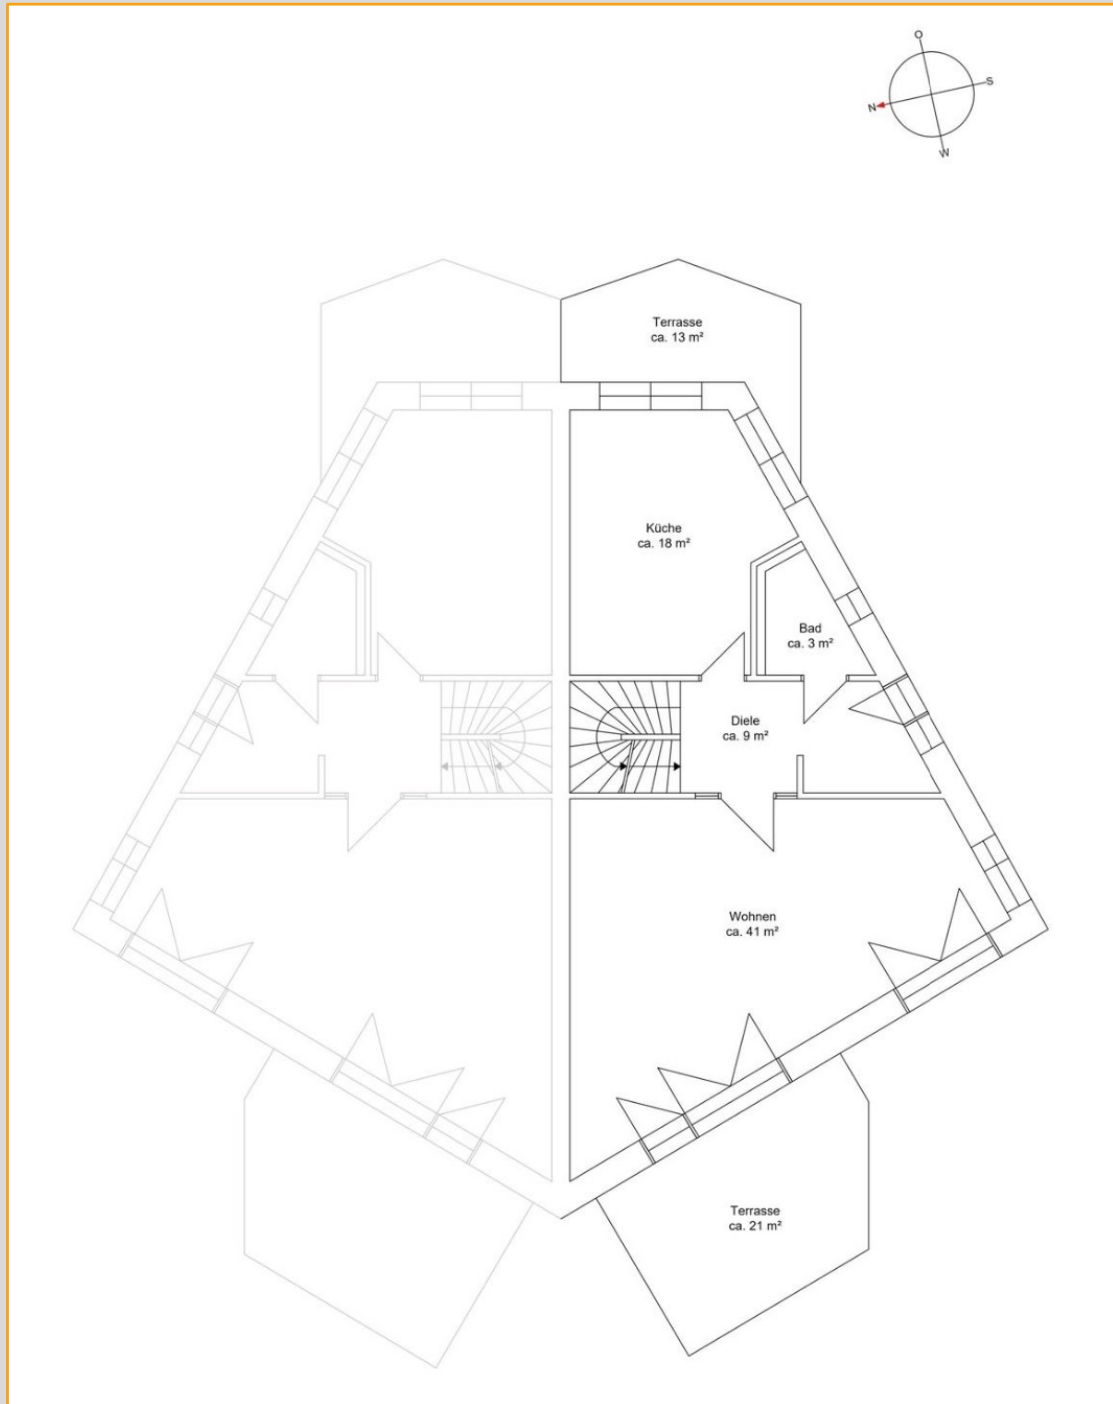 O
S
N
W
Terrasse
ca. 13 m²
Küche
ca. 18 m²
Bad
ca. 3 m²
Diele
ca. 9 m²
Wohnen
ca. 41 m²
Terrasse
ca. 21 m²